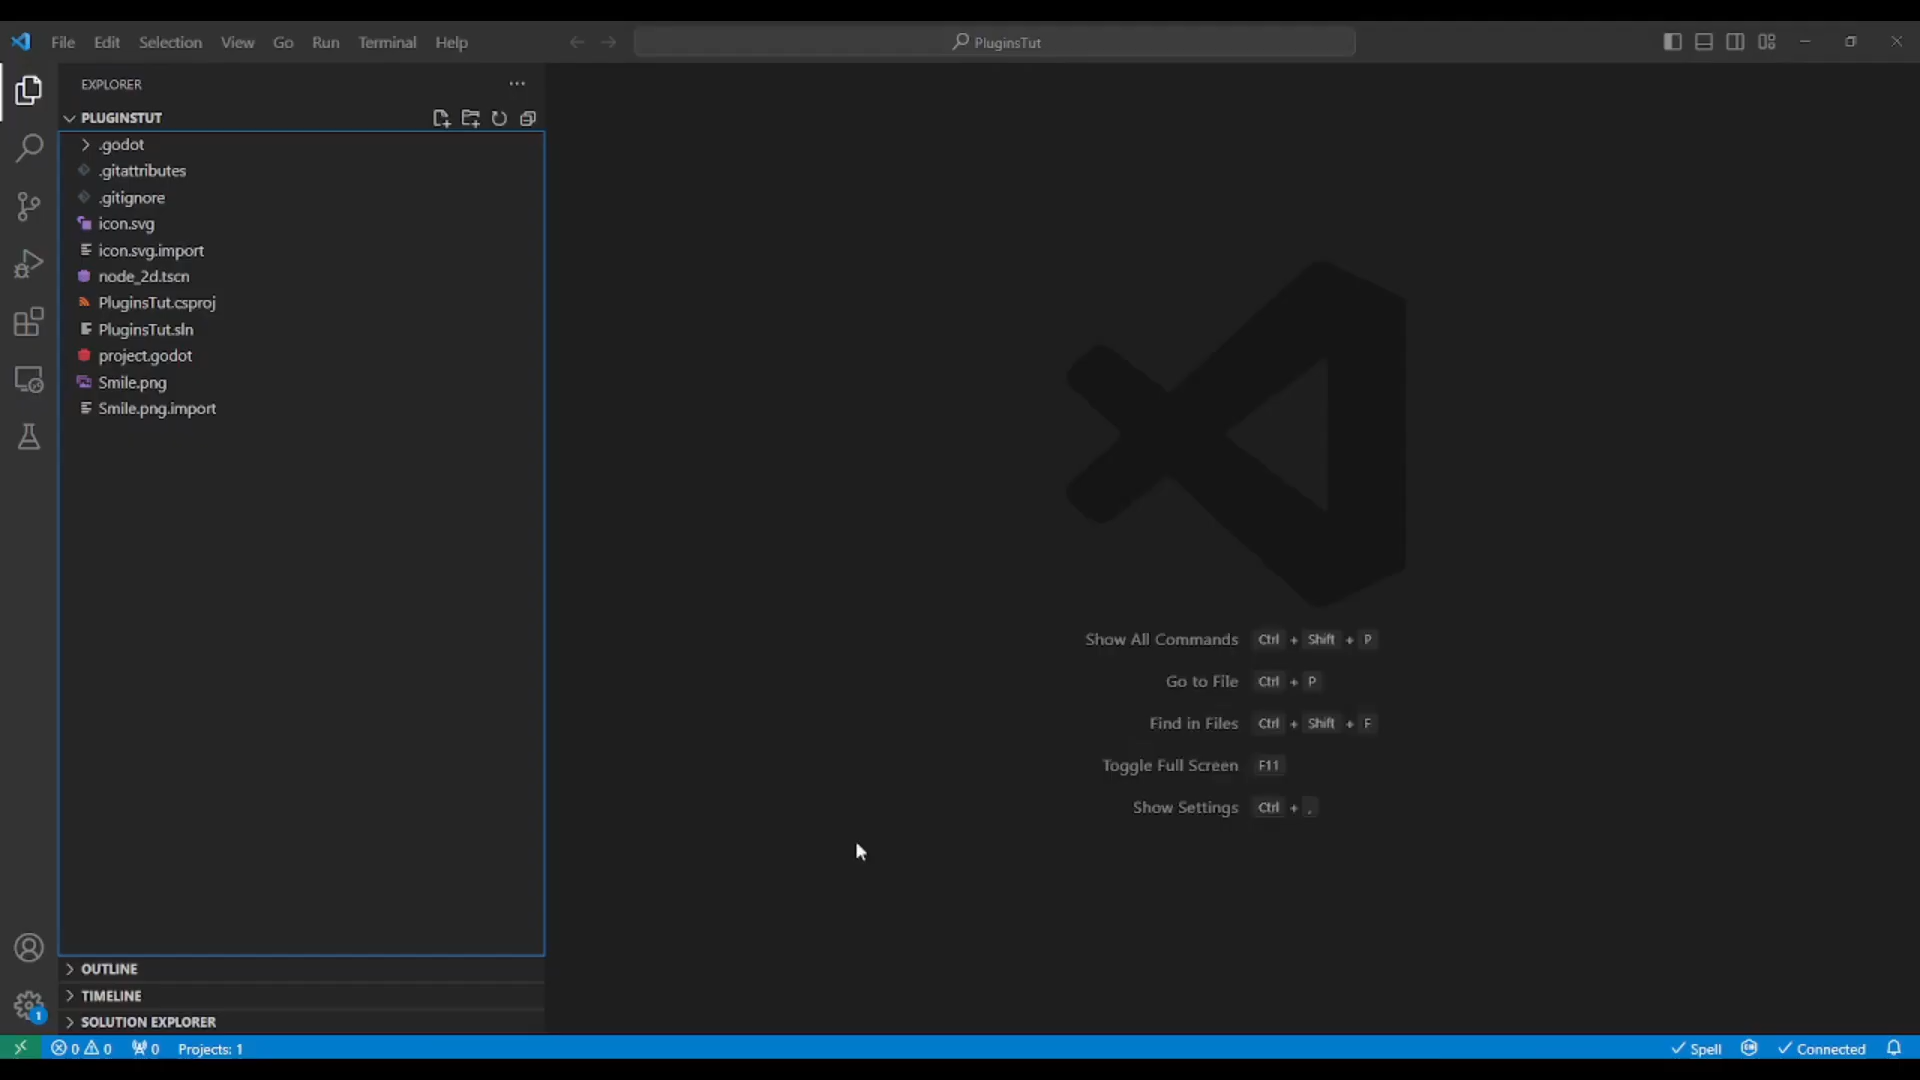 File Edit Selection View Go Run Terminal Help PluginsTut
EXPLORER
PLUGINSTUT
.godot
.gitattributes
.gitignore
icon.svg
icon.svg.import
node_2d.tscn
PluginsTut.csproj
PluginsTut.sln
project.godot
Smile.png
Smile.png.import
Show All Commands Ctrl + Shift + P
Go to File Ctrl + P
Find in Files Ctrl + Shift + F
Toggle Full Screen F11
Show Settings Ctrl + ,
OUTLINE
TIMELINE
SOLUTION EXPLORER
1
0 0 0 Projects: 1 Spell Connected